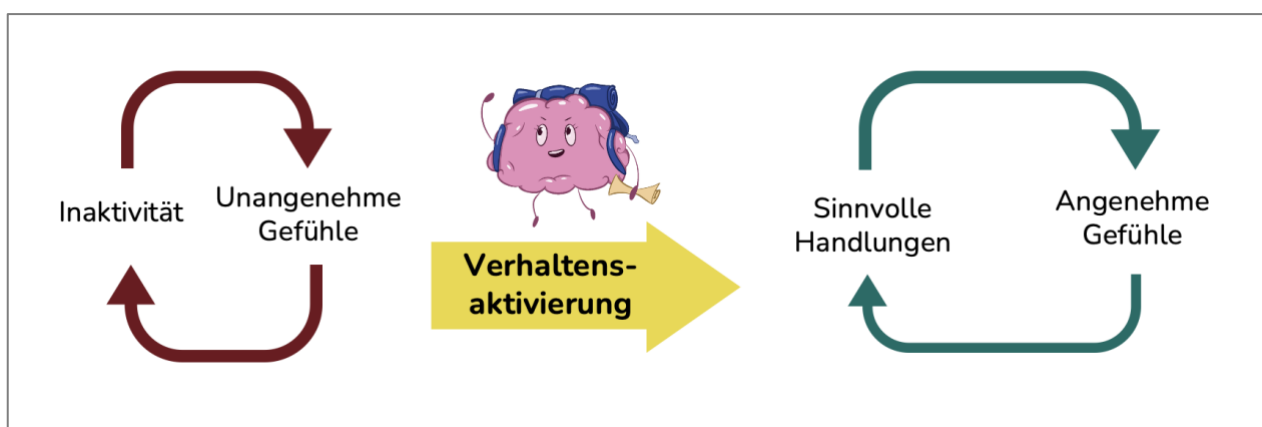 Inaktivität
Unangenehme
Gefühle
Verhaltens-
aktivierung
Sinnvolle
Handlungen
Angenehme
Gefühle